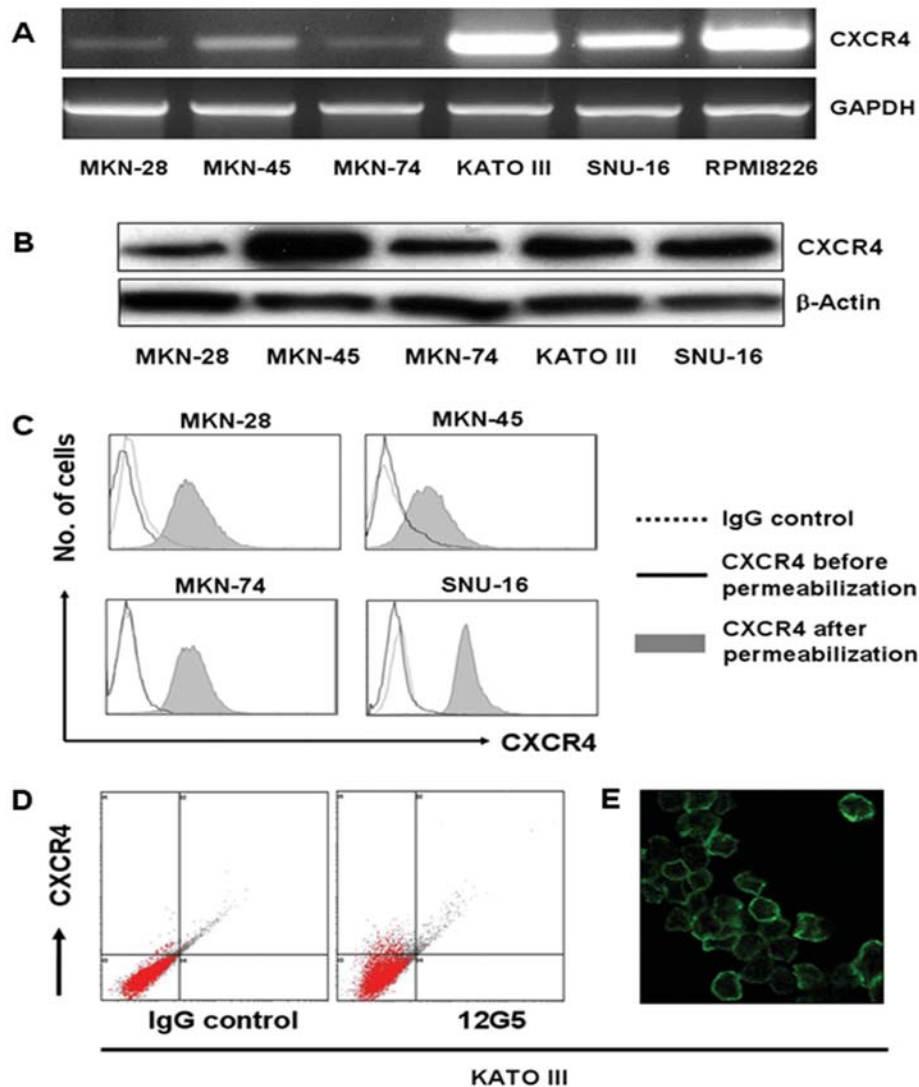 A
CXCR4
GAPDH
MKN-28 MKN-45 MKN-74 KATO III SNU-16 RPMI8226
B
CXCR4
β-Actin
MKN-28 MKN-45 MKN-74 KATO III SNU-16
C
MKN-28 MKN-45
No. of cells
IgG control
CXCR4 before
permeabilization
MKN-74 SNU-16
CXCR4 after
permeabilization
CXCR4
D
E
CXCR4
IgG control 12G5
KATO III